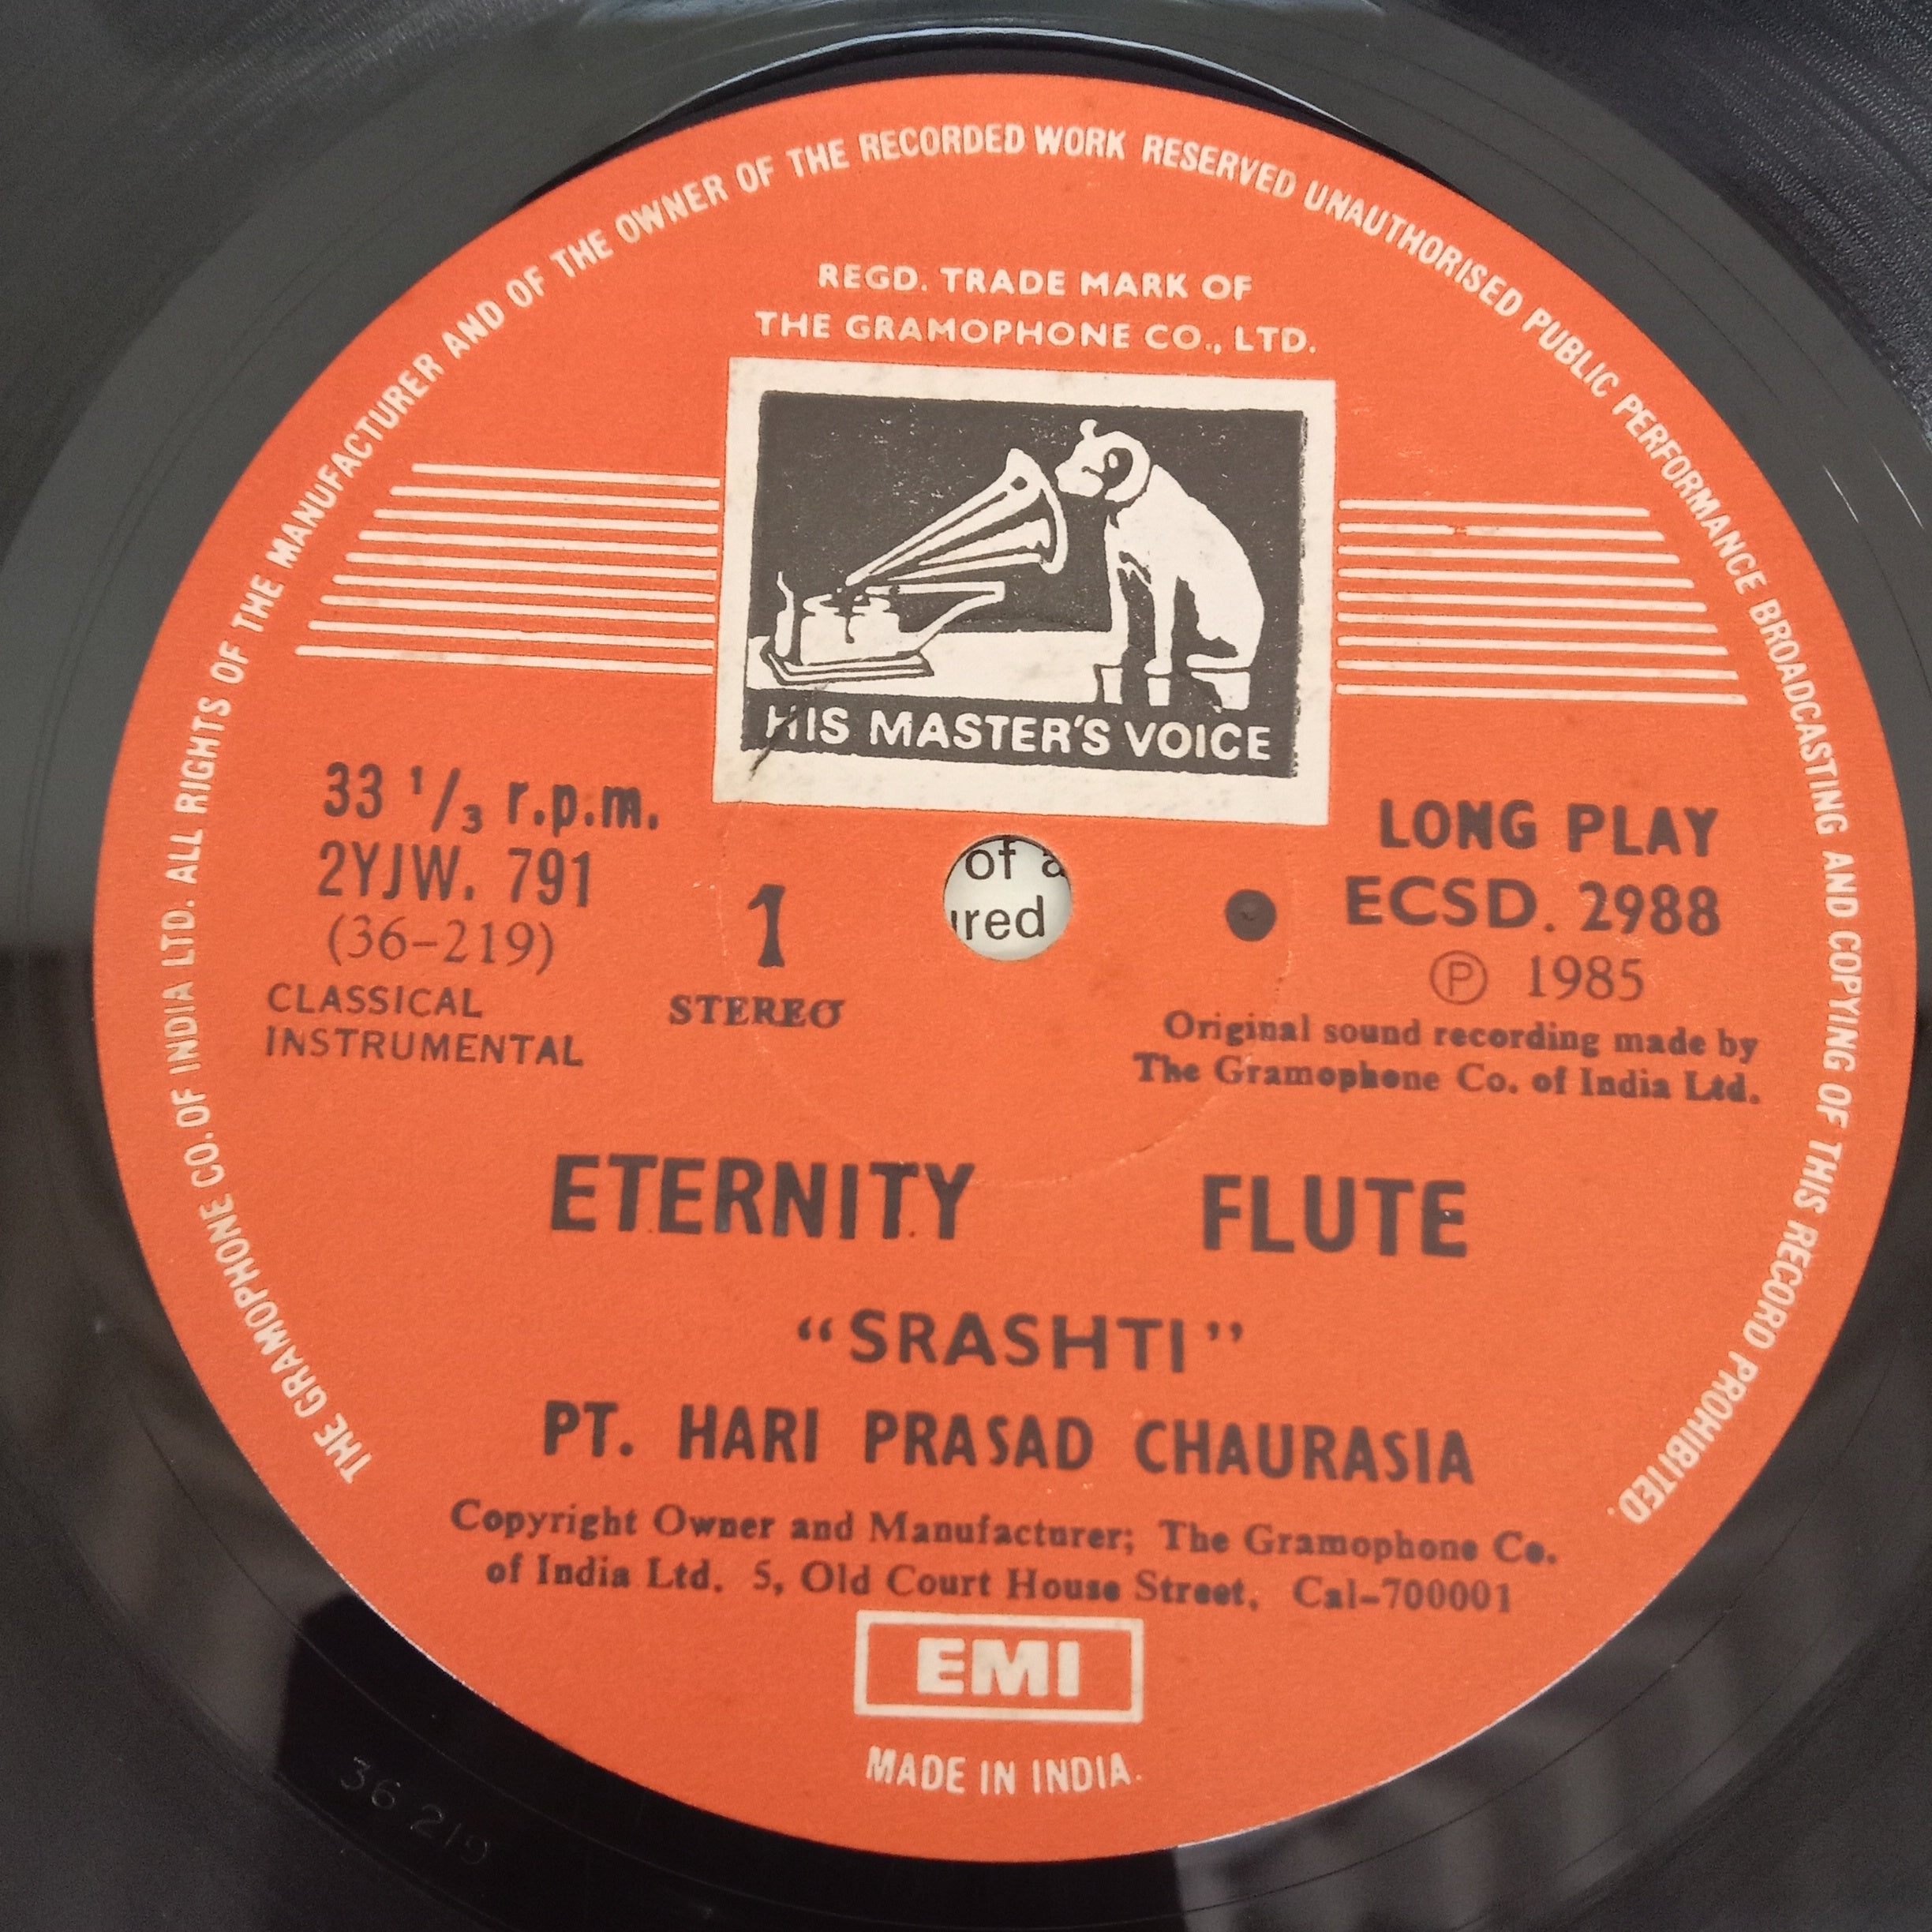 THE GRAMOPHONE CO. OF INDIA LTD. ALL RIGHTS OF THE MANUFACTURER AND OF THE OWNER OF THE RECORDED WORK RESERVED UNAUTHORISED PUBLIC PERFORMANCE BROADCASTING AND COPYING OF THIS RECORD PROHIBITED.
REGD. TRADE MARK OF
THE GRAMOPHONE CO., LTD.
HIS MASTER'S VOICE
33 1/3 r.p.m.
2YJW. 791
(36-219)
CLASSICAL
INSTRUMENTAL
1
STEREO
of a
red
LONG PLAY
ECSD. 2988
Ⓟ 1985
Original sound recording made by
The Gramophone Co. of India Ltd.
ETERNITY FLUTE
“SRASHTI”
PT. HARI PRASAD CHAURASIA
Copyright Owner and Manufacturer; The Gramophone Co.
of India Ltd. 5, Old Court House Street, Cal-700001
EMI
MADE IN INDIA.
36 219